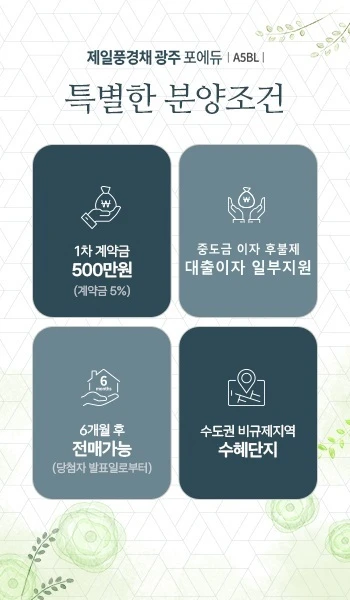 제일풍경채 광주 포에듀 | A5BL |
특별한 분양조건
₩
1차 계약금
500만원
(계약금 5%)
₩
중도금 이자 후불제
대출이자 일부지원
6
months
6개월 후
전매가능
(당첨자 발표일로부터)
수도권 비규제지역
수혜단지